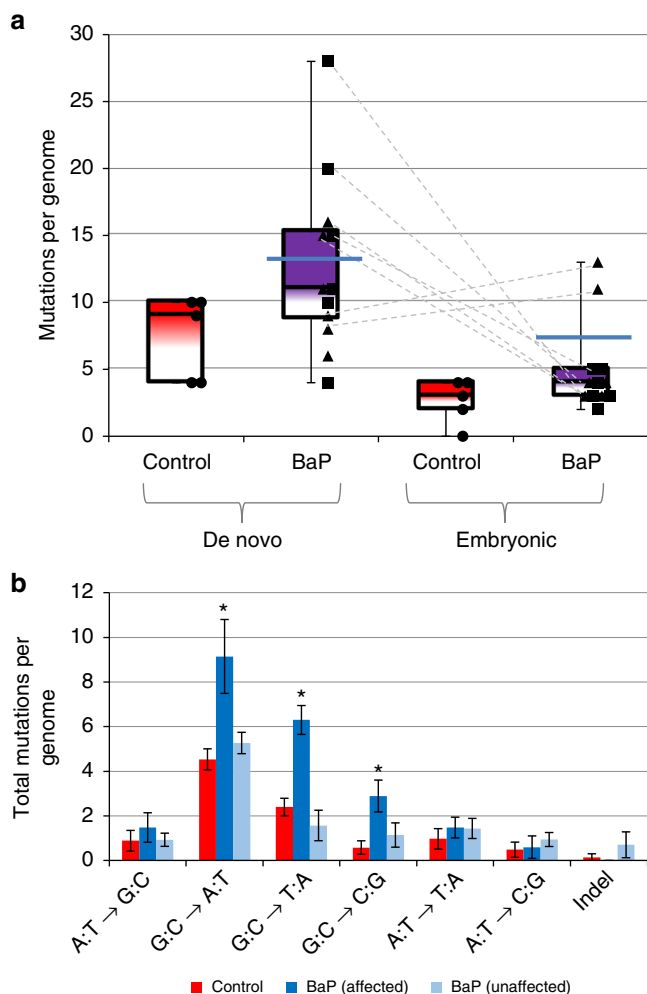 a
Mutations per genome
30
25
20
15
10
5
0
Control BaP Control BaP
De novo Embryonic
b
Total mutations per
genome
12
10
8
6
4
2
0
* * *
A:T → G:C
G:C → A:T
G:C → T:A
G:C → C:G
A:T → T:A
A:T → C:G
Indel
Control BaP (affected) BaP (unaffected)